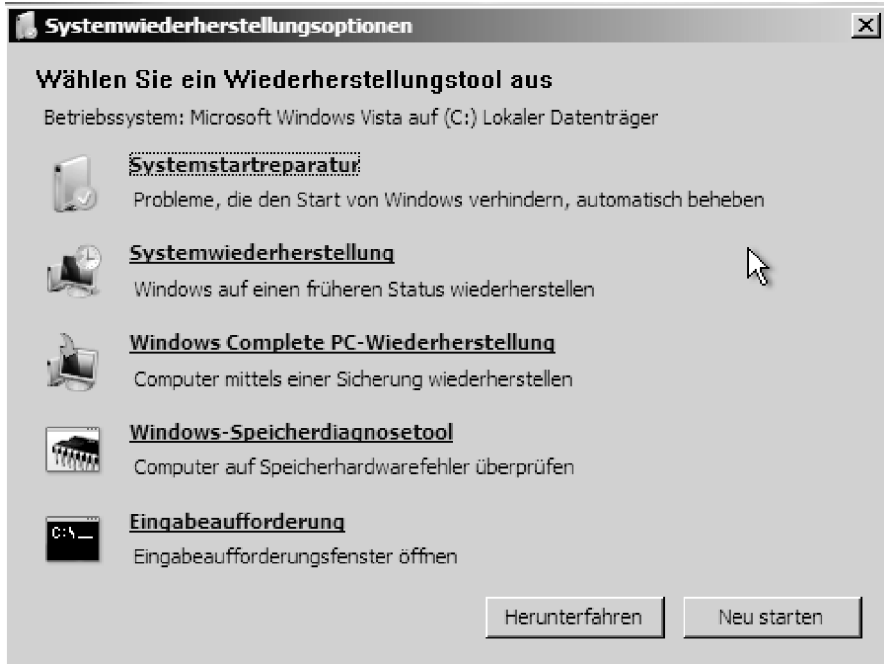 Systemwiederherstellungsoptionen
Wählen Sie ein Wiederherstellungstool aus
Betriebssystem: Microsoft Windows Vista auf (C:) Lokaler Datenträger
Systemstartreparatur
Probleme, die den Start von Windows verhindern, automatisch beheben
Systemwiederherstellung
Windows auf einen früheren Status wiederherstellen
Windows Complete PC-Wiederherstellung
Computer mittels einer Sicherung wiederherstellen
Windows-Speicherdiagnosetool
Computer auf Speicherhardwarefehler überprüfen
C:\_
Eingabeaufforderung
Eingabeaufforderungsfenster öffnen
Herunterfahren
Neu starten